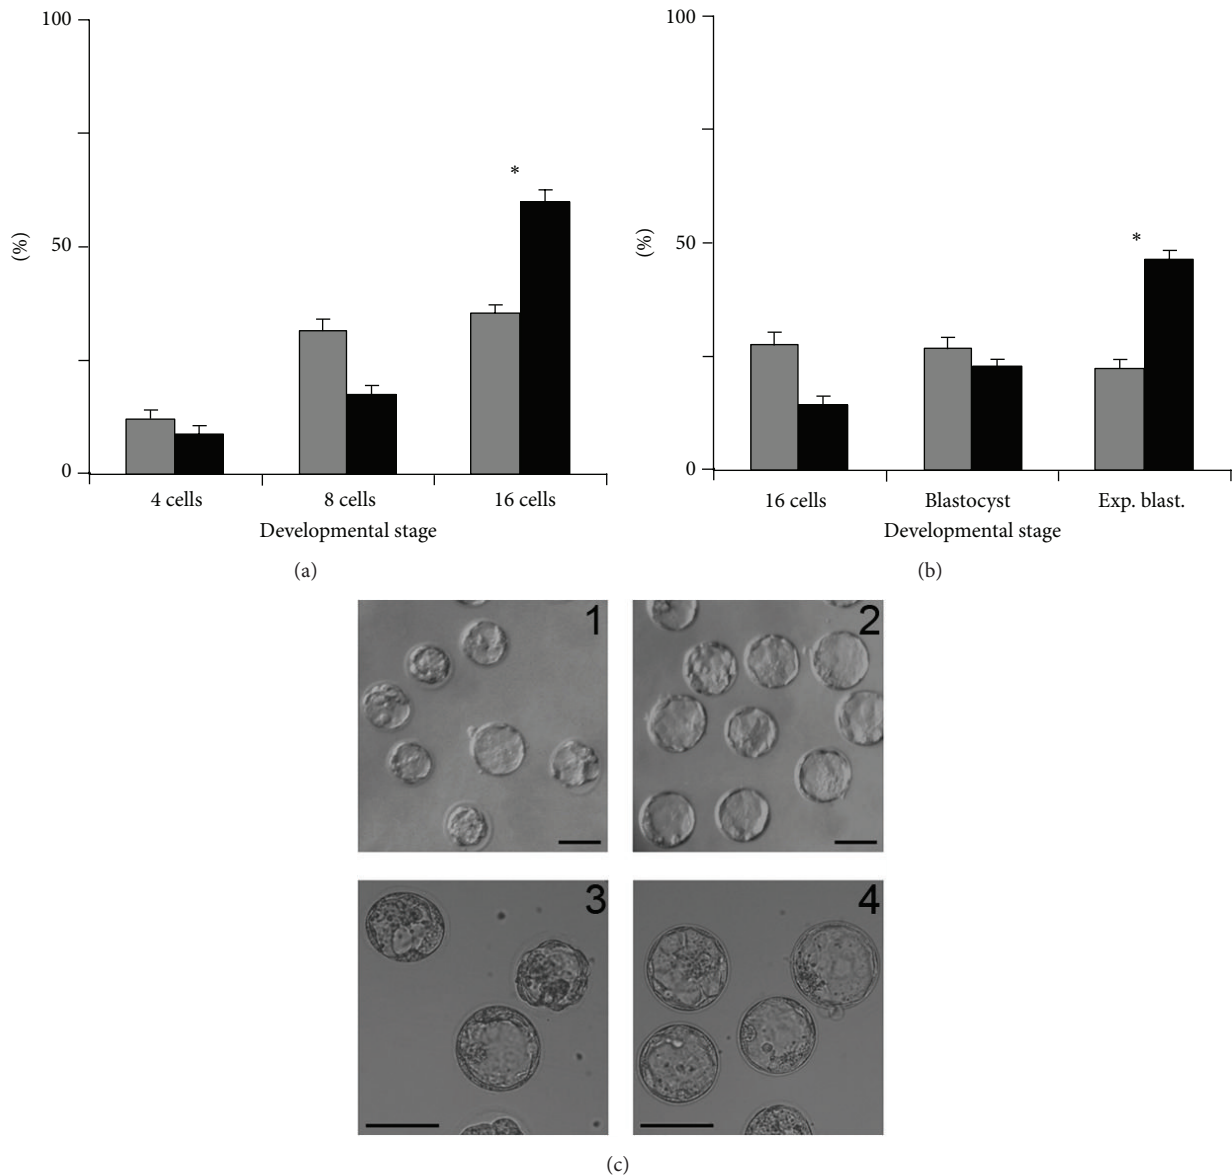 100
50
0
(%)
*
4 cells 8 cells 16 cells
Developmental stage
(a)
100
50
0
(%)
*
16 cells Blastocyst Exp. blast.
Developmental stage
(b)
1
2
3
4
(c)